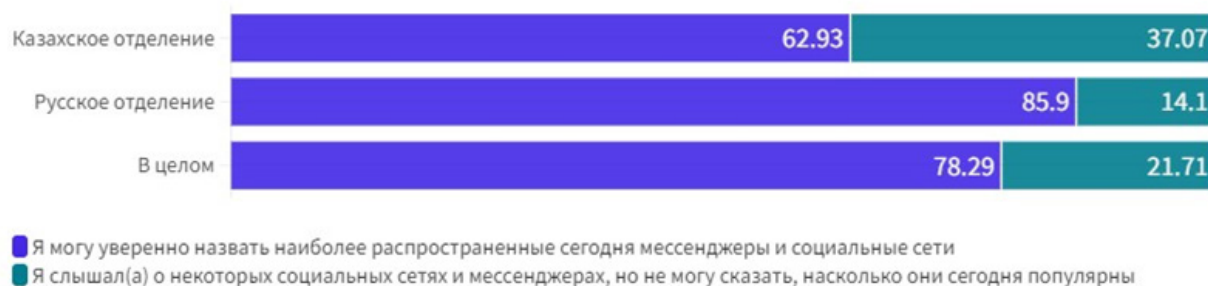 Казахское отделение 62.93 37.07
Русское отделение 85.9 14.1
В целом 78.29 21.71
Я могу уверенно назвать наиболее распространенные сегодня мессенджеры и социальные сети
Я слышал(а) о некоторых социальных сетях и мессенджерах, но не могу сказать, насколько они сегодня популярны